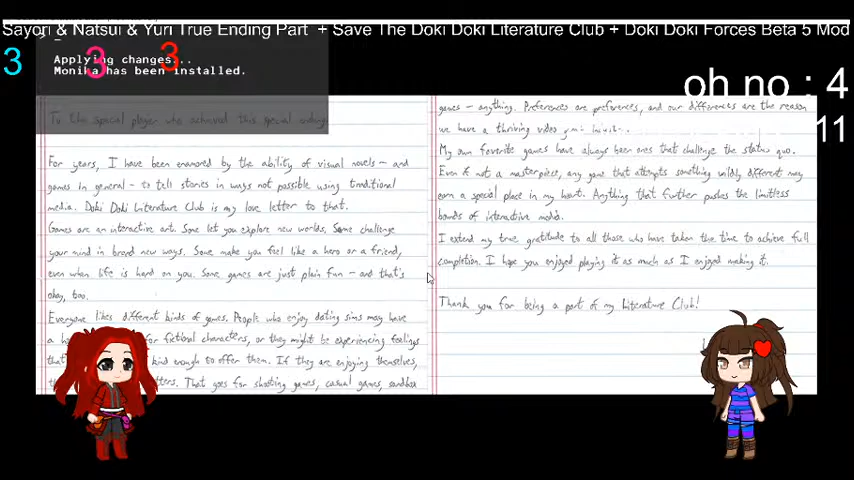 Sayori & Natsui & Yuri True Ending Part + Save The Doki Doki Literature Club + Doki Doki Forces Beta 5 Mod
3 3 3
Applying changes...
Monika has been installed.
oh no : 4
11
To the special player who achieved this special ending,
For years, I have been enamored by the ability of visual novels - and
games in general - to tell stories in ways not possible using traditional
media. Doki Doki Literature Club is my love letter to that.
Games are an interactive art. Some let you explore new worlds. Some challenge
your mind in brand new ways. Some make you feel like a hero or a friend,
even when life is hard on you. Some games are just plain fun - and that's
okay, too.
Everyone likes different kinds of games. People who enjoy dating sims may have
a for fictional characters, or they might be experiencing feelings
that kind enough to offer them. If they are enjoying themselves,
That goes for shooting games, casual games, sandbox
games - anything. Preferences are preferences, and our differences are the reason
we have a thriving video
My own favorite games have always been ones that challenge the status quo.
Even if not a masterpiece, any game that attempts something wildly different may
earn a special place in my heart. Anything that further pushes the limitless
bounds of interactive media.
I extend my true gratitude to all those who have taken the time to achieve full
completion. I hope you enjoyed playing it as much as I enjoyed making it.
Thank you for being a part of my Literature Club!